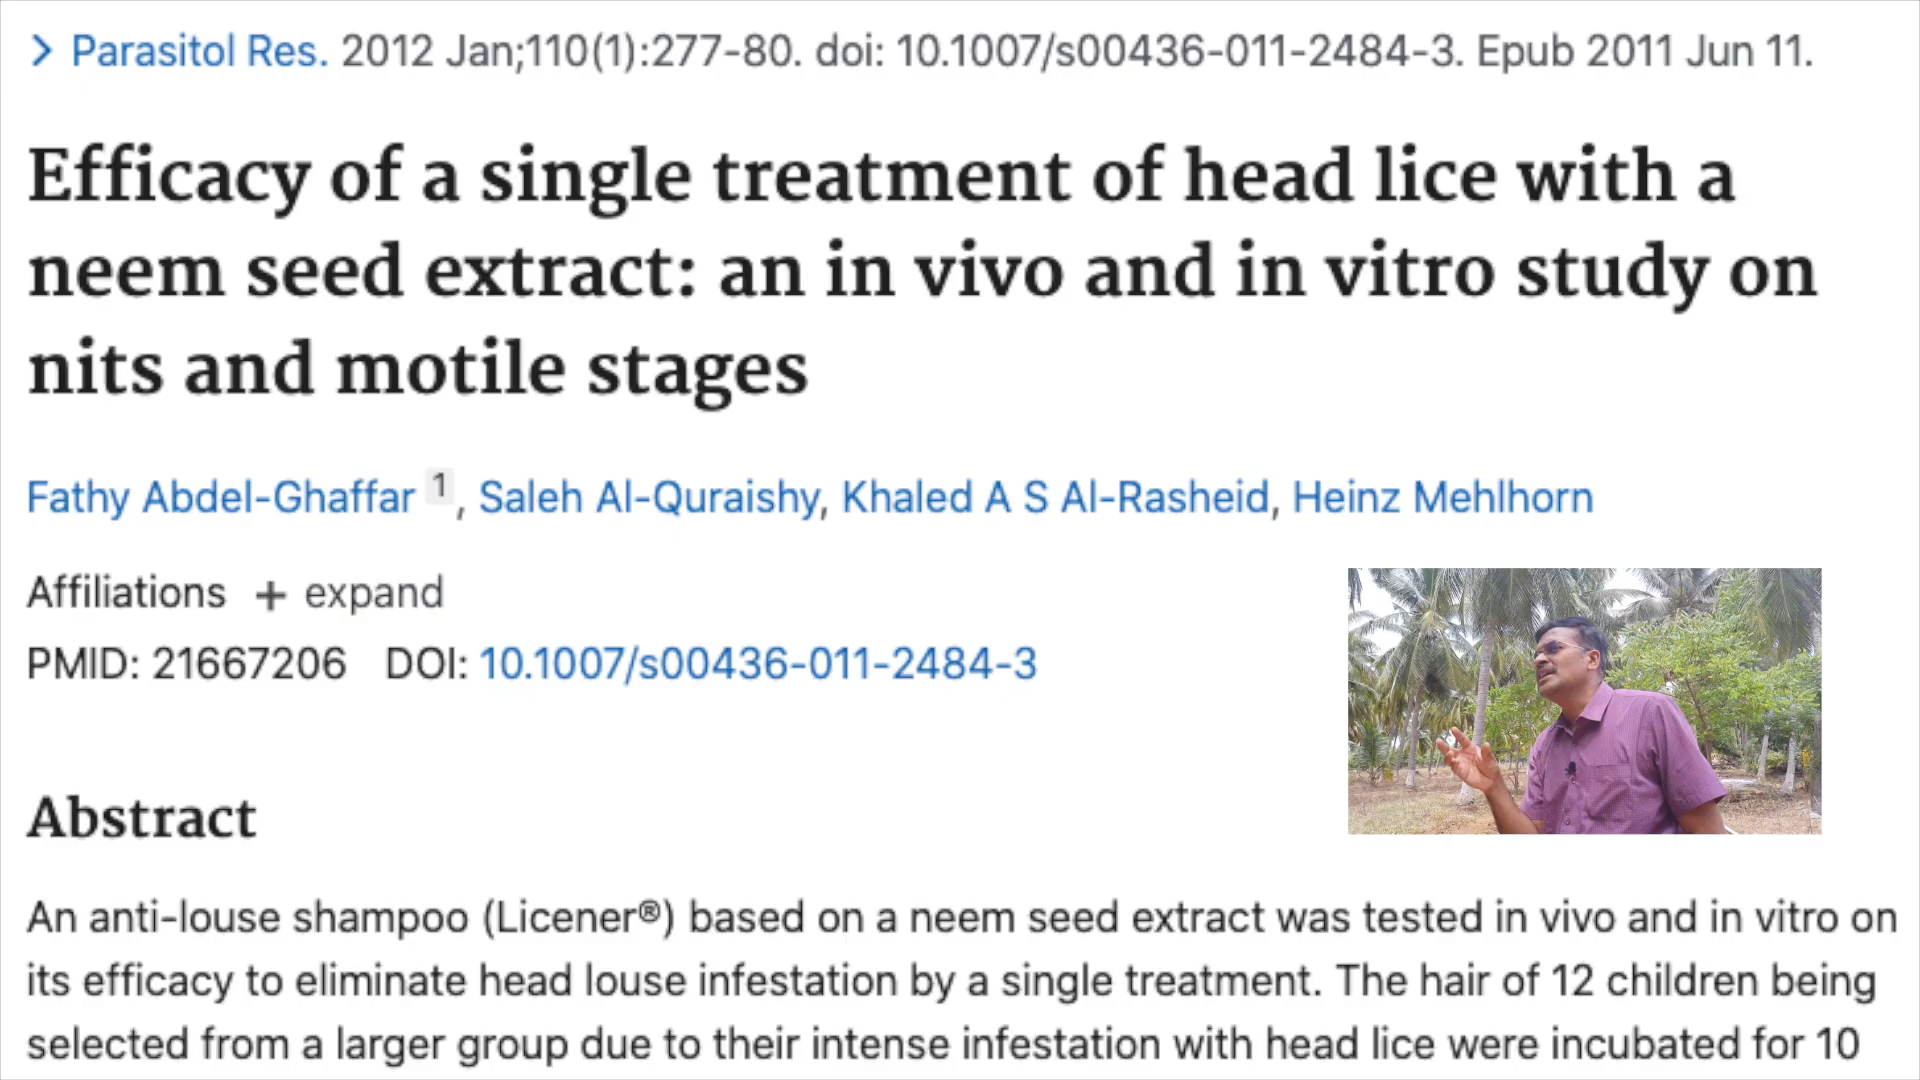 Parasitol Res. 2012 Jan;110(1):277-80. doi: 10.1007/s00436-011-2484-3. Epub 2011 Jun 11.
Efficacy of a single treatment of head lice with a
neem seed extract: an in vivo and in vitro study on
nits and motile stages
Fathy Abdel-Ghaffar 1, Saleh Al-Quraishy, Khaled A S Al-Rasheid, Heinz Mehlhorn
Affiliations + expand
PMID: 21667206 DOI: 10.1007/s00436-011-2484-3
Abstract
An anti-louse shampoo (Licener®) based on a neem seed extract was tested in vivo and in vitro on
its efficacy to eliminate head louse infestation by a single treatment. The hair of 12 children being
selected from a larger group due to their intense infestation with head lice were incubated for 10